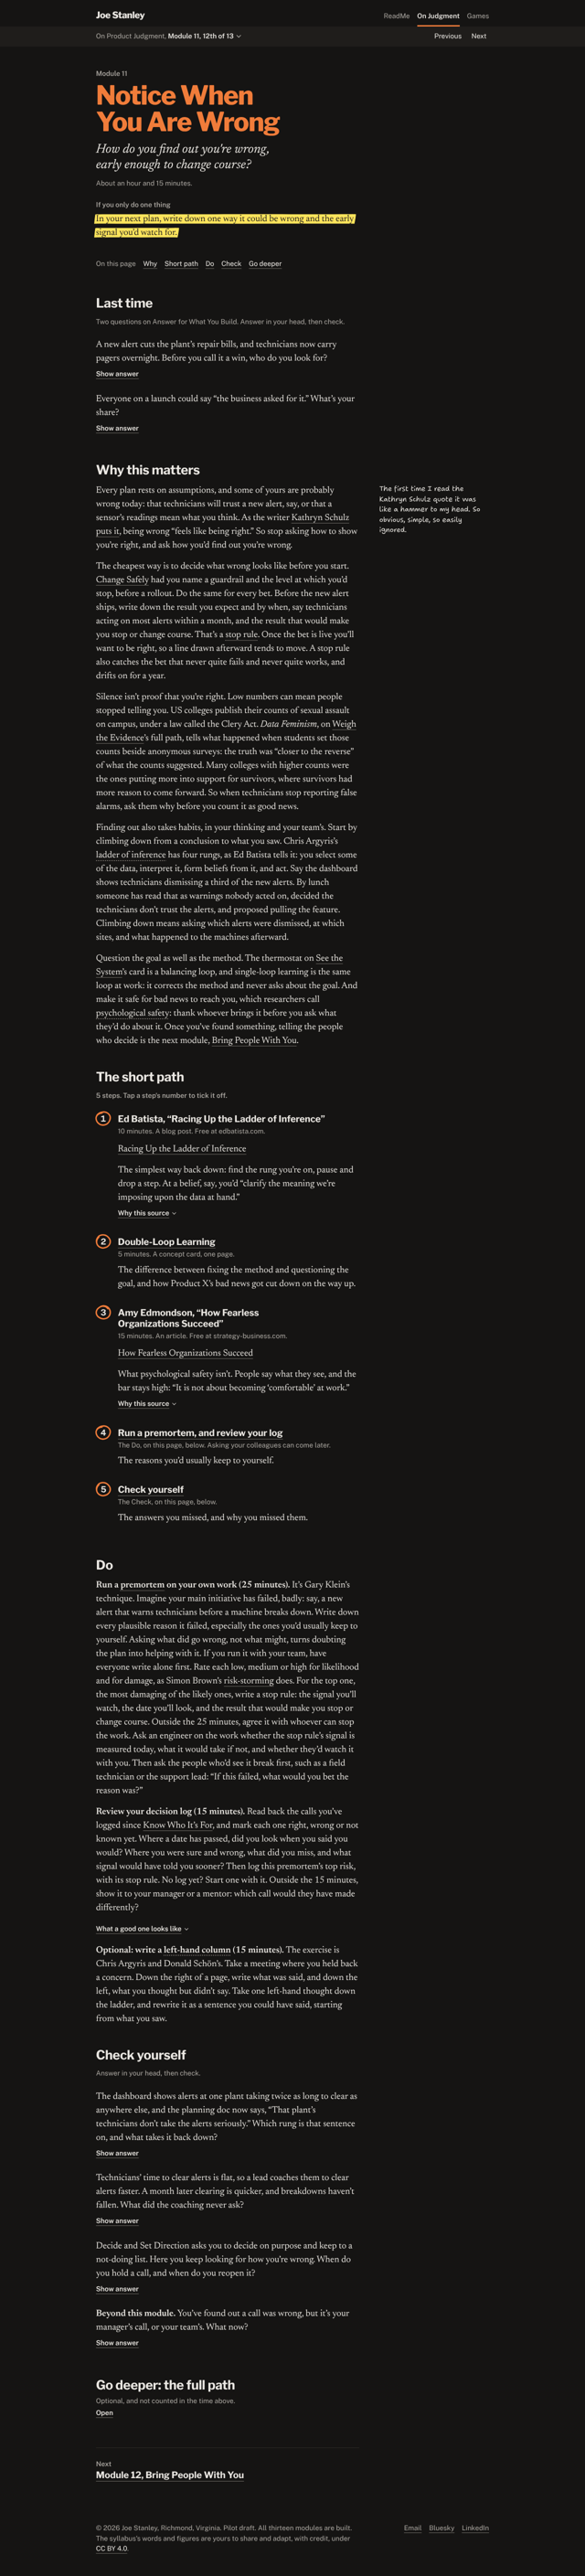 Joe Stanley
ReadMe On Judgment Games
On Product Judgment, Module 11, 12th of 13
Previous Next
Module 11
Notice When
You Are Wrong
How do you find out you're wrong,
early enough to change course?
About an hour and 15 minutes.
If you only do one thing
In your next plan, write down one way it could be wrong and the early
signal you'd watch for.
On this page Why Short path Do Check Go deeper
Last time
Two questions on Answer for What You Build. Answer in your head, then check.
A new alert cuts the plant's repair bills, and technicians now carry
pagers overnight. Before you call it a win, who do you look for?
Show answer
Everyone on a launch could say “the business asked for it.” What's your
share?
Show answer
Why this matters
Every plan rests on assumptions, and some of yours are probably
wrong today: that technicians will trust a new alert, say, or that a
sensor's readings mean what you think. As the writer Kathryn Schulz
puts it, being wrong “feels like being right.” So stop asking how to show
you're right, and ask how you'd find out you're wrong.
The first time I read the
Kathryn Schulz quote it was
like a hammer to my head. So
obvious, simple, so easily
ignored.
The cheapest way is to decide what wrong looks like before you start.
Change Safely had you name a guardrail and the level at which you'd
stop, before a rollout. Do the same for every bet. Before the new alert
ships, write down the result you expect and by when, say technicians
acting on most alerts within a month, and the result that would make
you stop or change course. That's a stop rule. Once the bet is live you'll
want to be right, so a line drawn afterward tends to move. A stop rule
also catches the bet that never quite fails and never quite works, and
drifts on for a year.
Silence isn't proof that you're right. Low numbers can mean people
stopped telling you. US colleges publish their counts of sexual assault
on campus, under a law called the Clery Act. Data Feminism, on Weigh
the Evidence's full path, tells what happened when students set those
counts beside anonymous surveys: the truth was “closer to the reverse”
of what the counts suggested. Many colleges with higher counts were
the ones putting more into support for survivors, where survivors had
more reason to come forward. So when technicians stop reporting false
alarms, ask them why before you count it as good news.
Finding out also takes habits, in your thinking and your team's. Start by
climbing down from a conclusion to what you saw. Chris Argyris's
ladder of inference has four rungs, as Ed Batista tells it: you select some
of the data, interpret it, form beliefs from it, and act. Say the dashboard
shows technicians dismissing a third of the new alerts. By lunch
someone has read that as warnings nobody acted on, decided the
technicians don't trust the alerts, and proposed pulling the feature.
Climbing down means asking which alerts were dismissed, at which
sites, and what happened to the machines afterward.
Question the goal as well as the method. The thermostat on See the
System's card is a balancing loop, and single-loop learning is the same
loop at work: it corrects the method and never asks about the goal. And
make it safe for bad news to reach you, which researchers call
psychological safety: thank whoever brings it before you ask what
they'd do about it. Once you've found something, telling the people
who decide is the next module, Bring People With You.
The short path
5 steps. Tap a step's number to tick it off.
1 Ed Batista, “Racing Up the Ladder of Inference”
10 minutes. A blog post. Free at edbatista.com.
Racing Up the Ladder of Inference
The simplest way back down: find the rung you're on, pause and
drop a step. At a belief, say, you'd “clarify the meaning we're
imposing upon the data at hand.”
Why this source
2 Double-Loop Learning
5 minutes. A concept card, one page.
The difference between fixing the method and questioning the
goal, and how Product X's bad news got cut down on the way up.
3 Amy Edmondson, “How Fearless
Organizations Succeed”
15 minutes. An article. Free at strategy-business.com.
How Fearless Organizations Succeed
What psychological safety isn't. People say what they see, and the
bar stays high: “It is not about becoming ‘comfortable’ at work.”
Why this source
4 Run a premortem, and review your log
The Do, on this page, below. Asking your colleagues can come later.
The reasons you'd usually keep to yourself.
5 Check yourself
The Check, on this page, below.
The answers you missed, and why you missed them.
Do
Run a premortem on your own work (25 minutes). It's Gary Klein's
technique. Imagine your main initiative has failed, badly: say, a new
alert that warns technicians before a machine breaks down. Write down
every plausible reason it failed, especially the ones you'd usually keep to
yourself. Asking what did go wrong, not what might, turns doubting
the plan into helping with it. If you run it with your team, have
everyone write alone first. Rate each low, medium or high for likelihood
and for damage, as Simon Brown's risk-storming does. For the top one,
the most damaging of the likely ones, write a stop rule: the signal you'll
watch, the date you'll look, and the result that would make you stop or
change course. Outside the 25 minutes, agree it with whoever can stop
the work. Ask an engineer on the work whether the stop rule's signal is
measured today, what it would take if not, and whether they'd watch it
with you. Then ask the people who'd see it break first, such as a field
technician or the support lead: “If this failed, what would you bet the
reason was?”
Review your decision log (15 minutes). Read back the calls you've
logged since Know Who It's For, and mark each one right, wrong or not
known yet. Where a date has passed, did you look when you said you
would? Where you were sure and wrong, what did you miss, and what
signal would have told you sooner? Then log this premortem's top risk,
with its stop rule. No log yet? Start one with it. Outside the 15 minutes,
show it to your manager or a mentor: which call would they have made
differently?
What a good one looks like
Optional: write a left-hand column (15 minutes). The exercise is
Chris Argyris and Donald Schön's. Take a meeting where you held back
a concern. Down the right of a page, write what was said, and down the
left, what you thought but didn't say. Take one left-hand thought down
the ladder, and rewrite it as a sentence you could have said, starting
from what you saw.
Check yourself
Answer in your head, then check.
The dashboard shows alerts at one plant taking twice as long to clear as
anywhere else, and the planning doc now says, “That plant's
technicians don't take the alerts seriously.” Which rung is that sentence
on, and what takes it back down?
Show answer
Technicians' time to clear alerts is flat, so a lead coaches them to clear
alerts faster. A month later clearing is quicker, and breakdowns haven't
fallen. What did the coaching never ask?
Show answer
Decide and Set Direction asks you to decide on purpose and keep to a
not-doing list. Here you keep looking for how you're wrong. When do
you hold a call, and when do you reopen it?
Show answer
Beyond this module. You've found out a call was wrong, but it's your
manager's call, or your team's. What now?
Show answer
Go deeper: the full path
Optional, and not counted in the time above.
Open
Next
Module 12, Bring People With You
© 2026 Joe Stanley, Richmond, Virginia. Pilot draft. All thirteen modules are built.
The syllabus's words and figures are yours to share and adapt, with credit, under
CC BY 4.0.
Email Bluesky LinkedIn